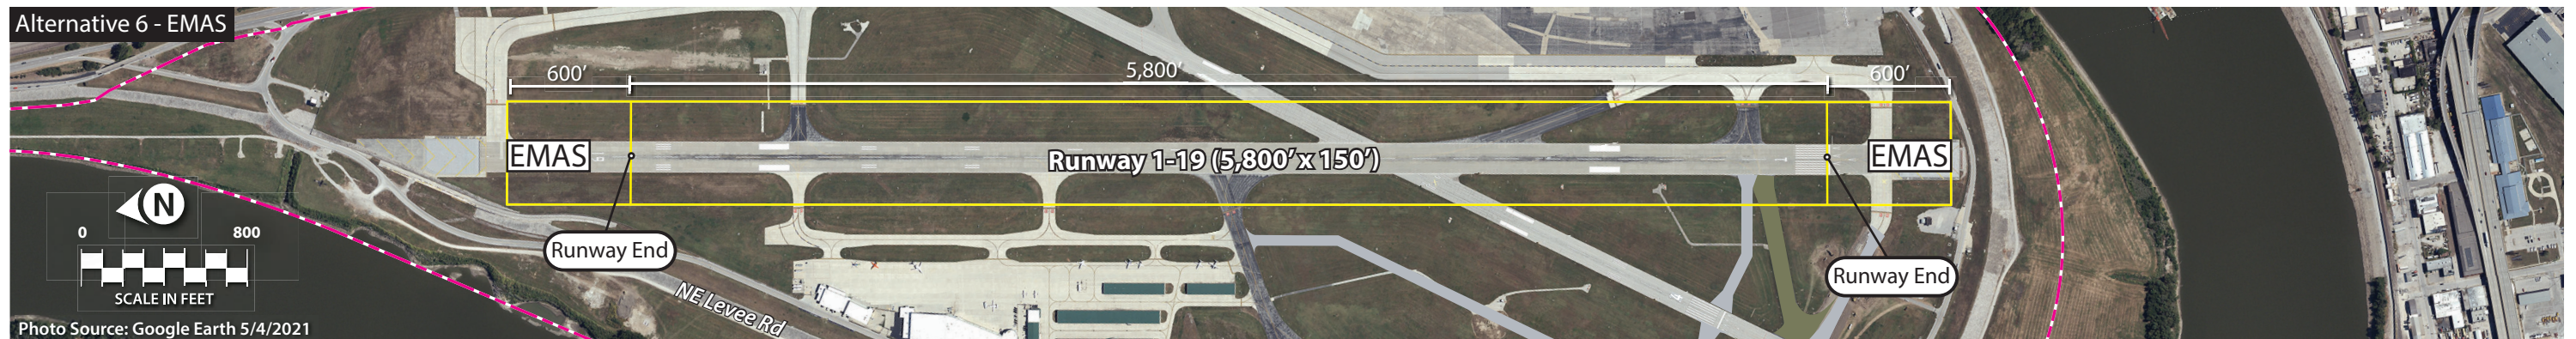 Alternative 6 - EMAS
600’
5,800’
600’
EMAS
Runway 1-19 (5,800’ x 150’)
EMAS
N
0
800
SCALE IN FEET
Runway End
Runway End
NE Levee Rd
Photo Source: Google Earth 5/4/2021